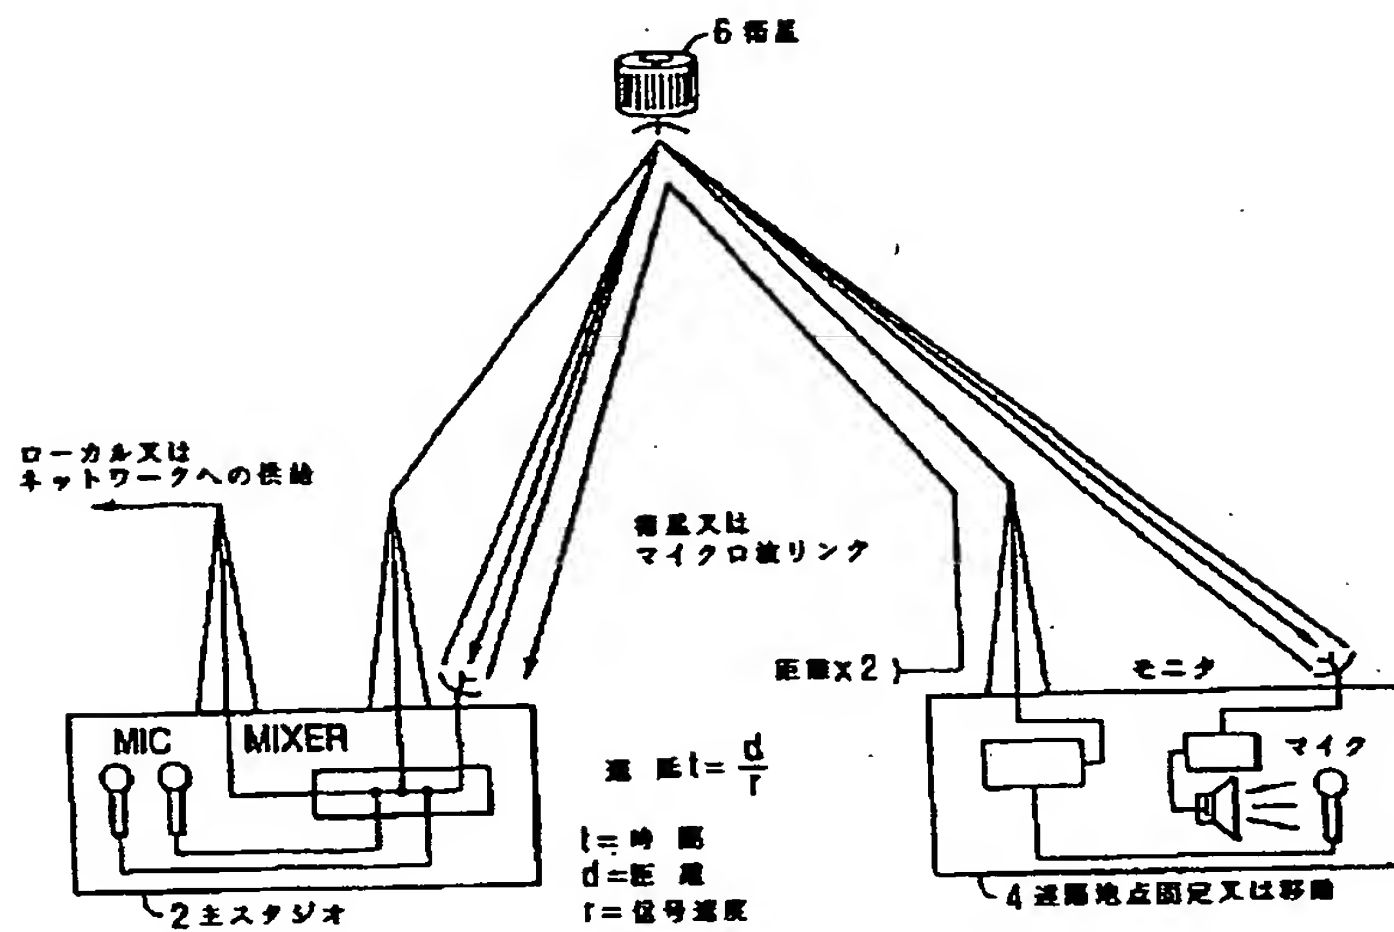 6 衛星
ローカル又は
ネットワークへの供給
衛星又は
マイクロ波リンク
距離x2
モニタ
MIC
MIXER
マイク
遅延 t = d/r
t = 時間
d = 距離
r = 信号速度
2 主スタジオ
4 遠隔地点固定又は移動